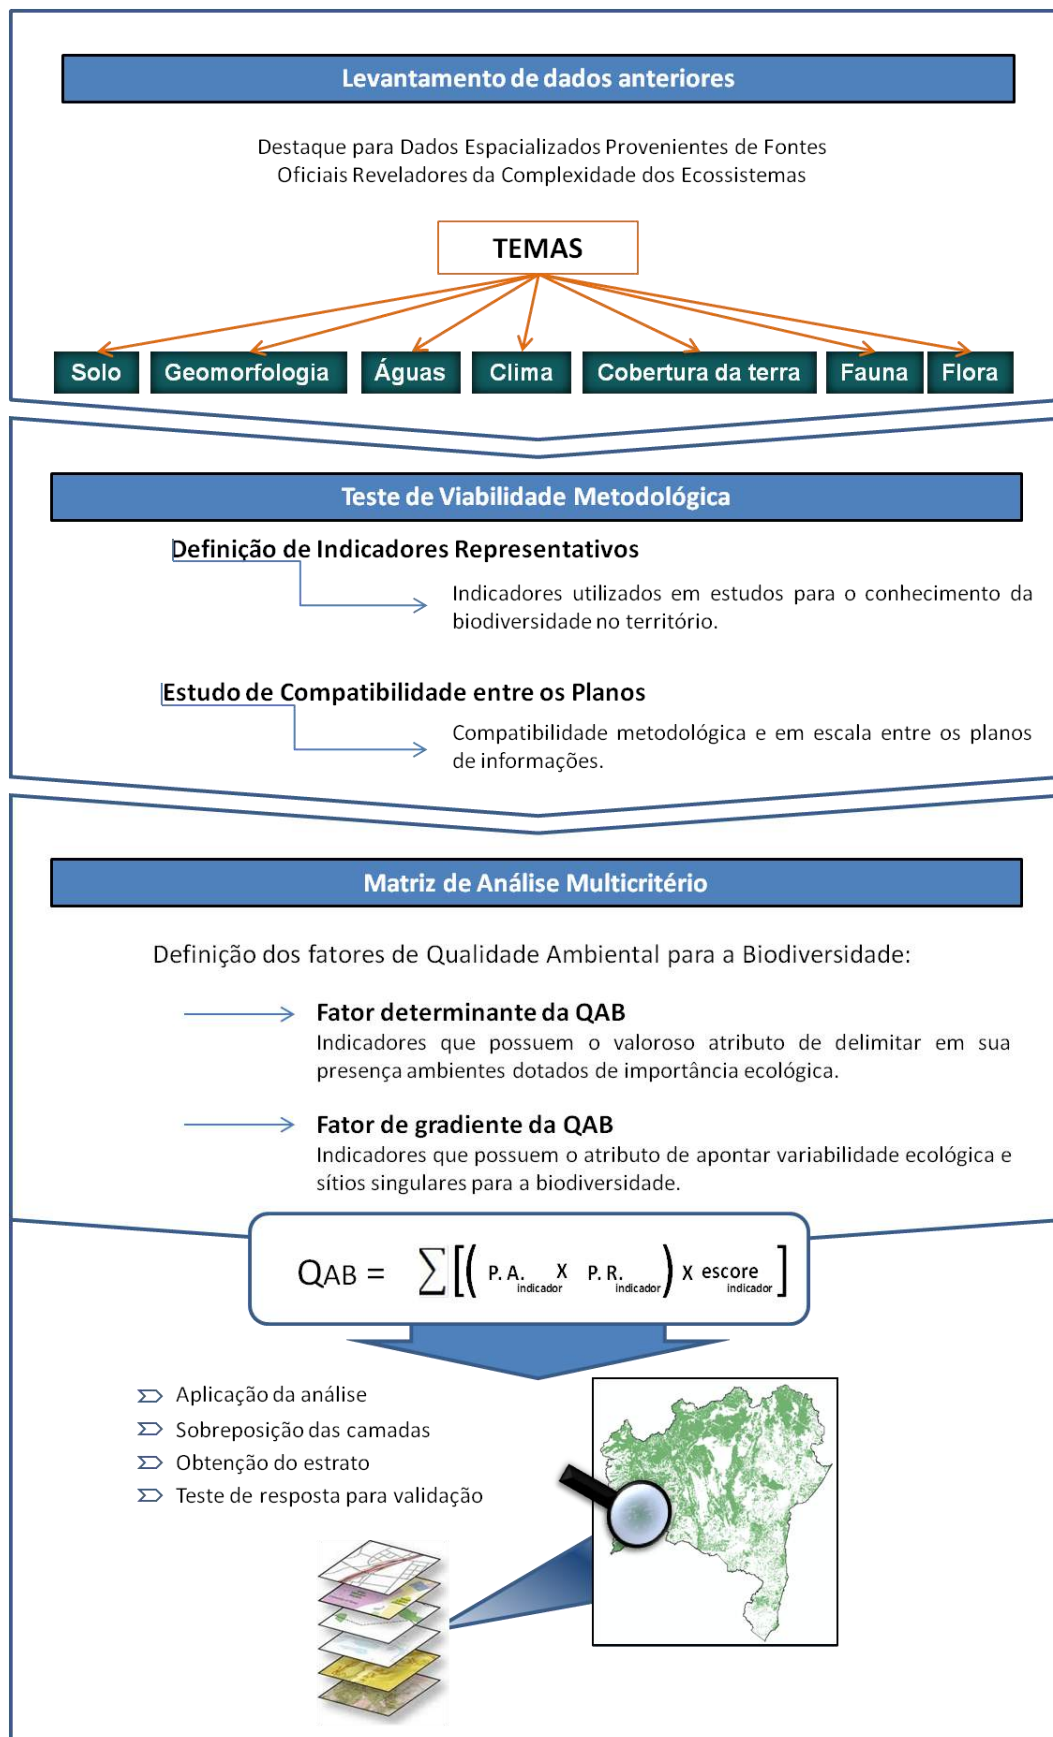 Levantamento de dados anteriores
Destaque para Dados Espacializados Provenientes de Fontes
Oficiais Reveladores da Complexidade dos Ecossistemas
TEMAS
Solo Geomorfologia Águas Clima Cobertura da terra Fauna Flora
Teste de Viabilidade Metodológica
Definição de Indicadores Representativos
Indicadores utilizados em estudos para o conhecimento da
biodiversidade no território.
Estudo de Compatibilidade entre os Planos
Compatibilidade metodológica e em escala entre os planos
de informações.
Matriz de Análise Multicritério
Definição dos fatores de Qualidade Ambiental para a Biodiversidade:
Fator determinante da QAB
Indicadores que possuem o valoroso atributo de delimitar em sua
presença ambientes dotados de importância ecológica.
Fator de gradiente da QAB
Indicadores que possuem o atributo de apontar variabilidade ecológica e
sítios singulares para a biodiversidade.
QAB = ∑ [ ( P. A. indicador X P. R. indicador ) X escore indicador ]
Aplicação da análise
Sobreposição das camadas
Obtenção do estrato
Teste de resposta para validação